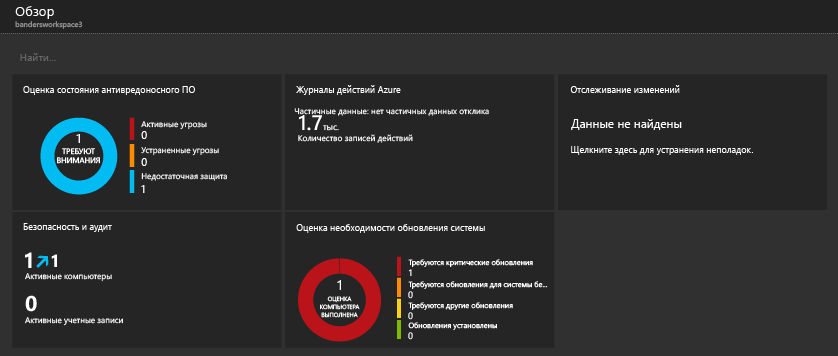 Обзор
bandersworkspace3
Найти...
Оценка состояния антивредоносного ПО
1
ТРЕБУЮТ
ВНИМАНИЯ
Активные угрозы
0
Устраненные угрозы
0
Недостаточная защита
1
Журналы действий Azure
Частичные данные: нет частичных данных отклика
1.7 тыс.
Количество записей действий
Отслеживание изменений
Данные не найдены
Щелкните здесь для устранения неполадок.
Безопасность и аудит
1 1
Активные компьютеры
0
Активные учетные записи
Оценка необходимости обновления системы
1
ОЦЕНКА
КОМПЬЮТЕРА
ВЫПОЛНЕНА
Требуются критические обновления
1
Требуются обновления для системы бе...
0
Требуются другие обновления
0
Обновления установлены
0